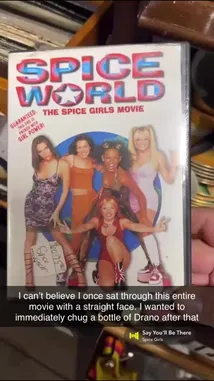 SPICE
WORLD
THE SPICE GIRLS MOVIE
GUARANTEED:
GIRL POWER!
I can't believe I once sat through this entire
movie with a straight face. I wanted to
immediately chug a bottle of Drano after that
Say You'll Be There
Spice Girls